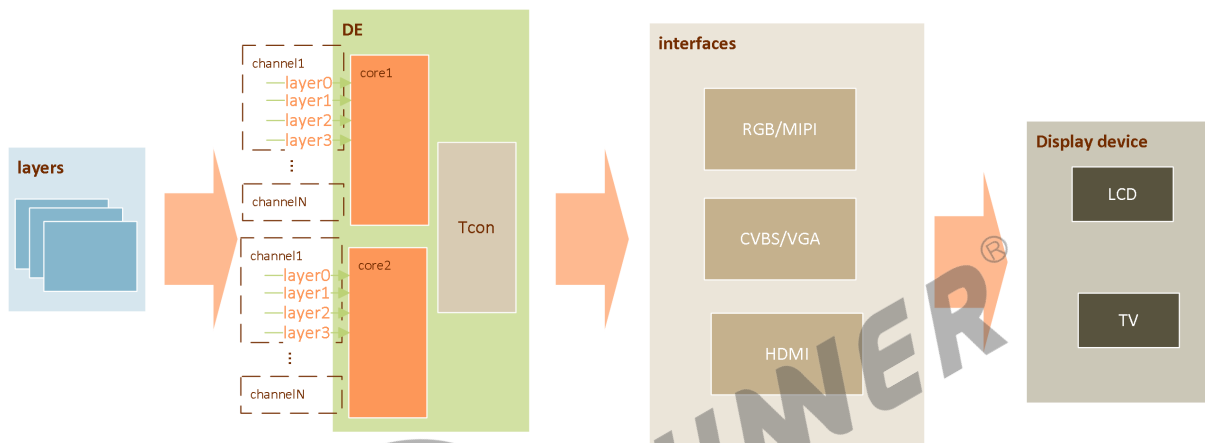 layers
channel1
layer0
layer1
layer2
layer3
...
channelN
channel1
layer0
layer1
layer2
layer3
...
channelN
DE
core1
core2
Tcon
interfaces
RGB/MIPI
CVBS/VGA
HDMI
Display device
LCD
TV
®